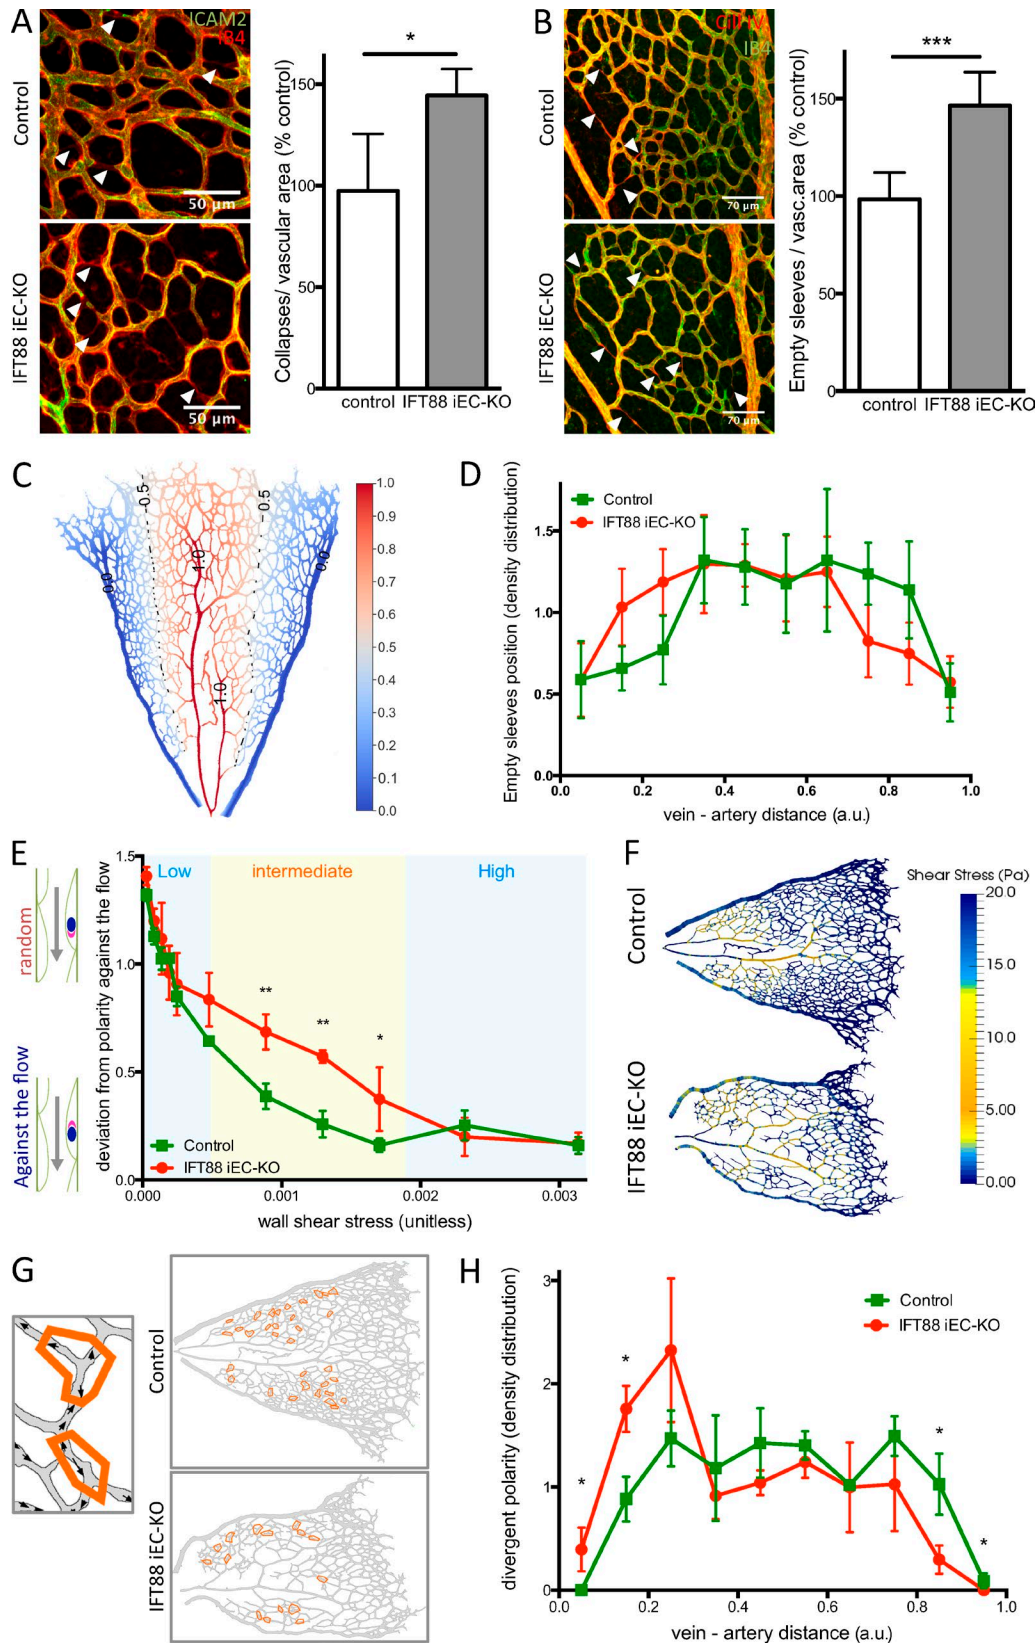 A
ICAM2
IB4
Control
50 µm
IFT88 iEC-KO
50 µm
Collapses/ vascular area (% control)
150
100
50
0
*
control IFT88 iEC-KO
B
Coll IV
IB4
Control
70 µm
IFT88 iEC-KO
70 µm
Empty sleeves / vasc.area (% control)
150
100
50
0
***
control IFT88 iEC-KO
C
0.5
0.5
0.0
1.0
0.0
1.0
1.0
0.9
0.8
0.7
0.6
0.5
0.4
0.3
0.2
0.1
0.0
D
Control
IFT88 iEC-KO
Empty sleeves position (density distribution)
1.5
1.0
0.5
0.0
0.0 0.2 0.4 0.6 0.8 1.0
vein - artery distance (a.u.)
E
random
Against the flow
deviation from polarity against the flow
1.5
1.0
0.5
0.0
Low intermediate High
** ** *
Control
IFT88 iEC-KO
0.000 0.001 0.002 0.003
wall shear stress (unitless)
F
Control
IFT88 iEC-KO
Shear Stress (Pa)
20.0
15.0
10.0
5.00
0.00
G
Control
IFT88 iEC-KO
H
divergent polarity (density distribution)
3
2
1
0
Control
IFT88 iEC-KO
* * * *
0.0 0.2 0.4 0.6 0.8 1.0
vein - artery distance (a.u.)